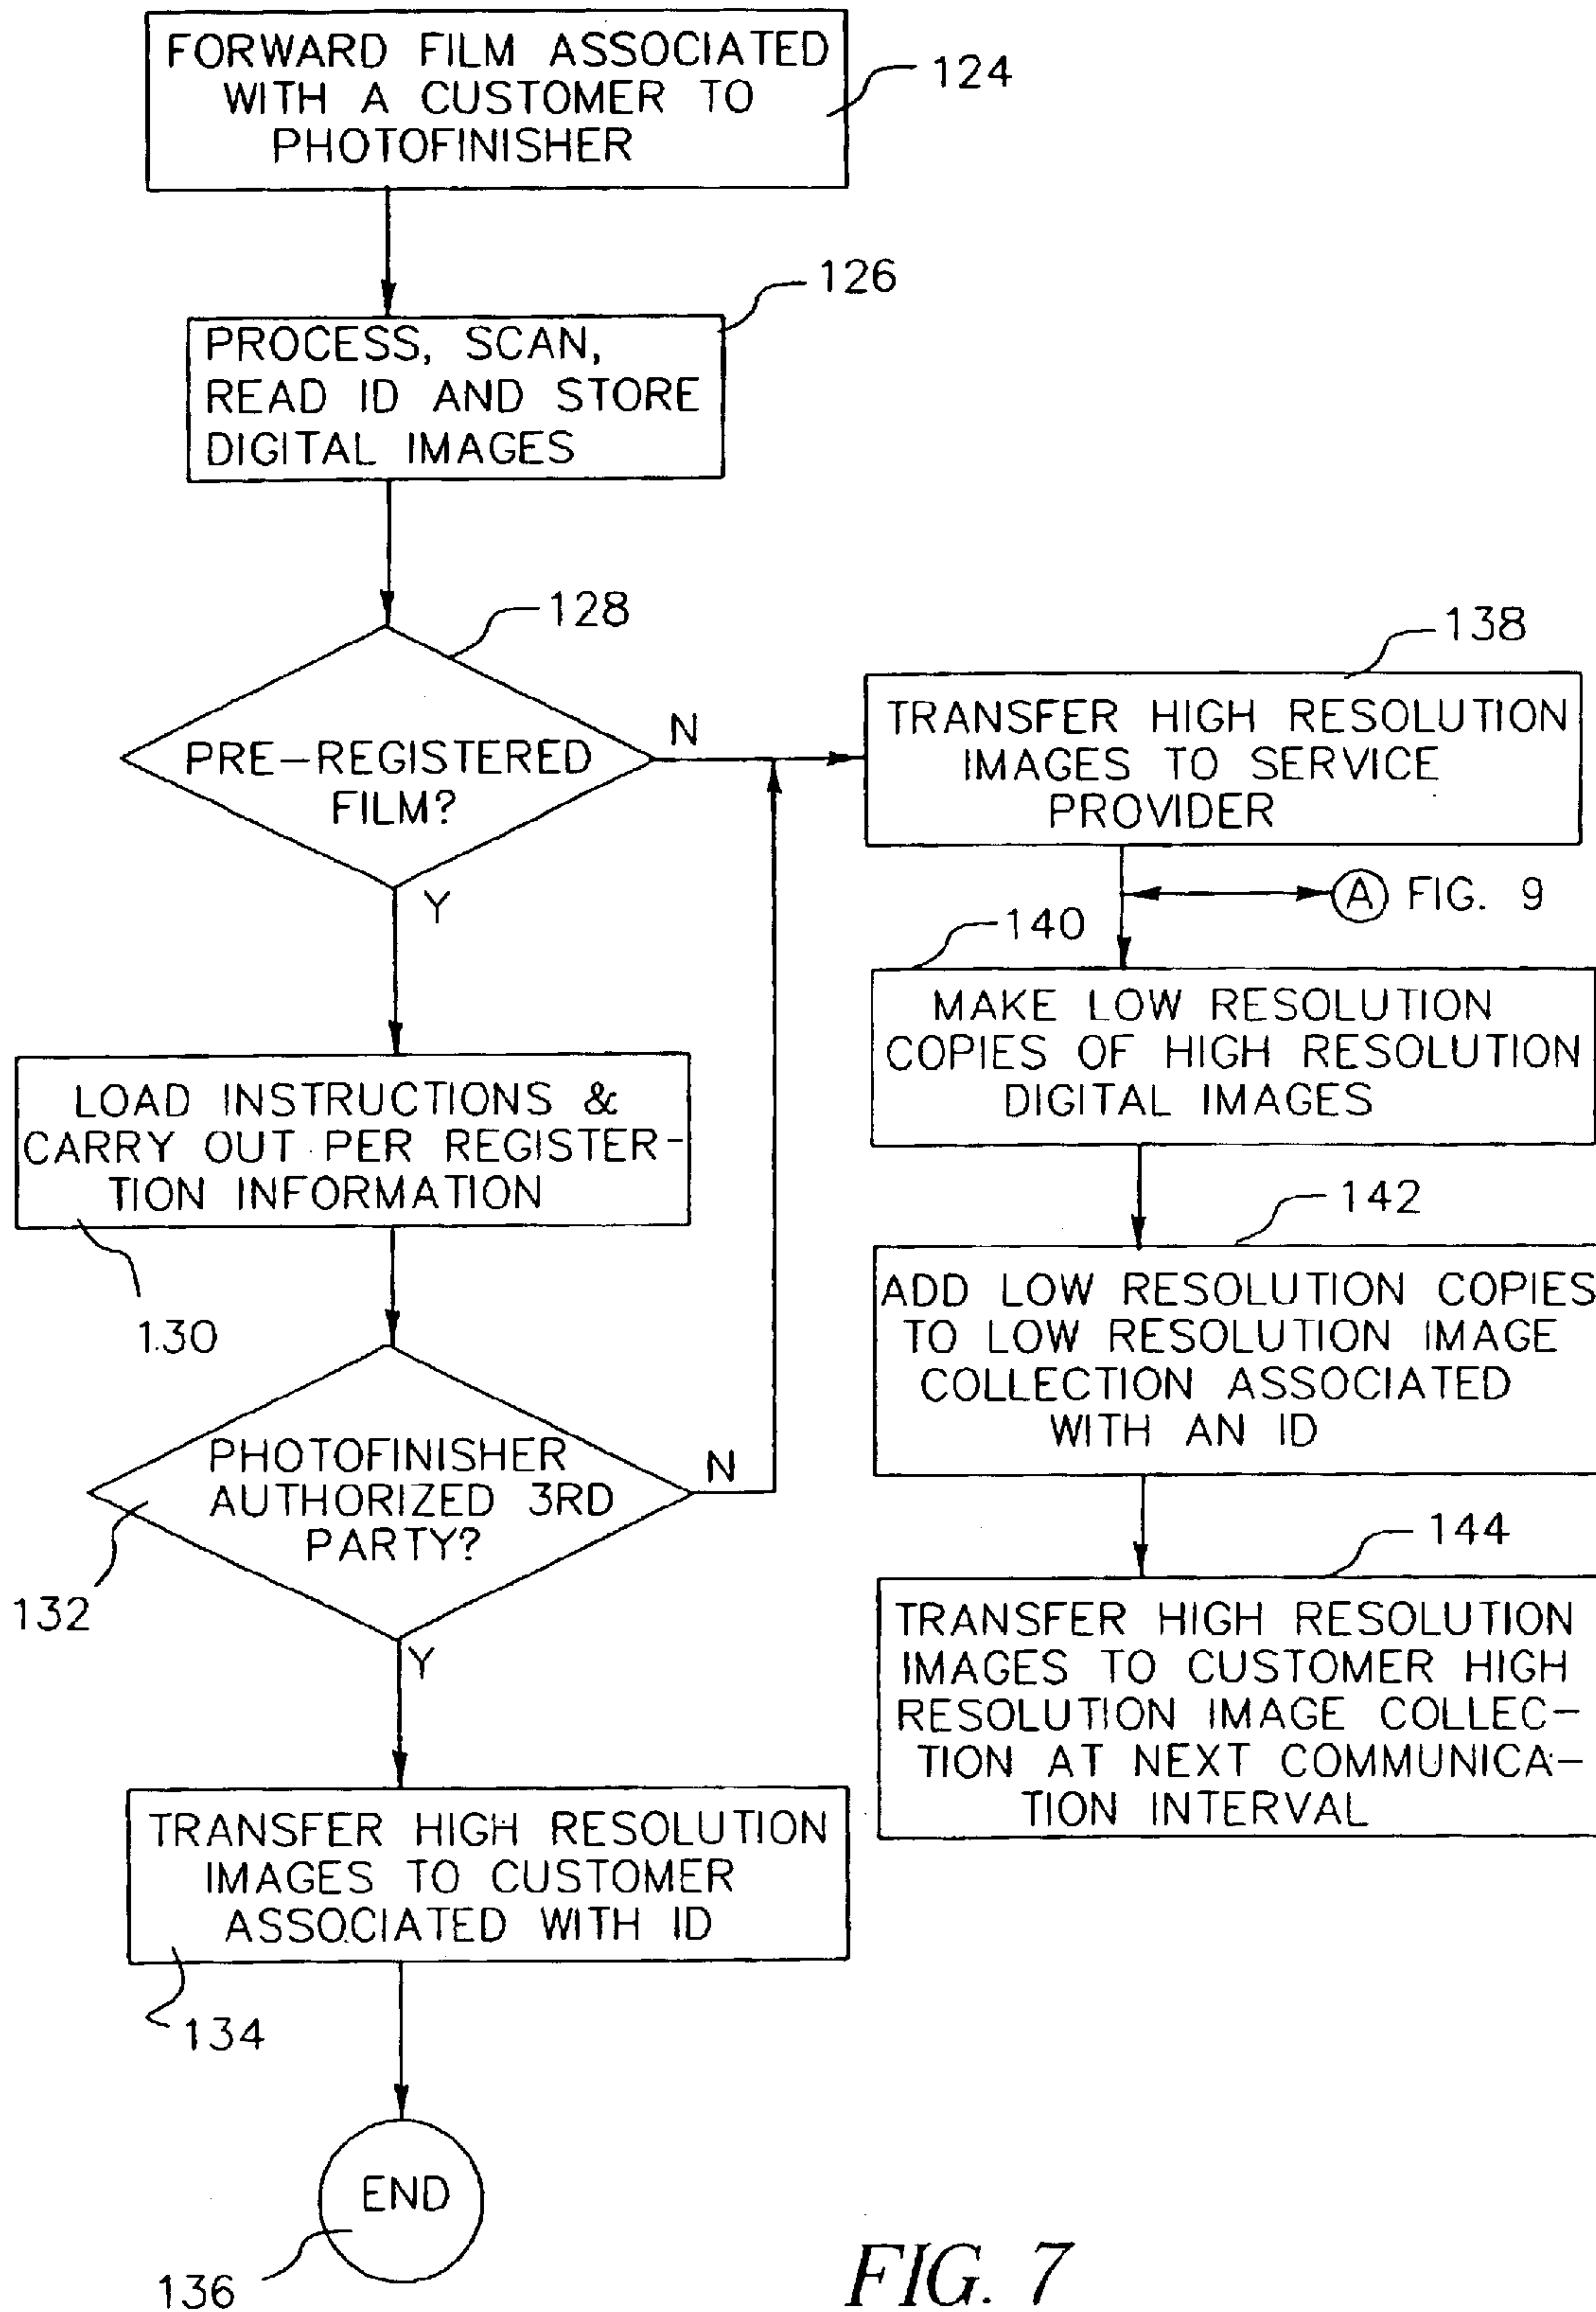 FORWARD FILM ASSOCIATED
WITH A CUSTOMER TO
PHOTOFINISHER
124
126
PROCESS, SCAN,
READ ID AND STORE
DIGITAL IMAGES
128
PRE-REGISTERED
FILM?
N
Y
LOAD INSTRUCTIONS &
CARRY OUT PER REGISTER-
TION INFORMATION
130
PHOTOFINISHER
AUTHORIZED 3RD
PARTY?
N
132
Y
TRANSFER HIGH RESOLUTION
IMAGES TO CUSTOMER
ASSOCIATED WITH ID
134
END
136
138
TRANSFER HIGH RESOLUTION
IMAGES TO SERVICE
PROVIDER
A FIG. 9
140
MAKE LOW RESOLUTION
COPIES OF HIGH RESOLUTION
DIGITAL IMAGES
142
ADD LOW RESOLUTION COPIES
TO LOW RESOLUTION IMAGE
COLLECTION ASSOCIATED
WITH AN ID
144
TRANSFER HIGH RESOLUTION
IMAGES TO CUSTOMER HIGH
RESOLUTION IMAGE COLLEC-
TION AT NEXT COMMUNICA-
TION INTERVAL
FIG. 7